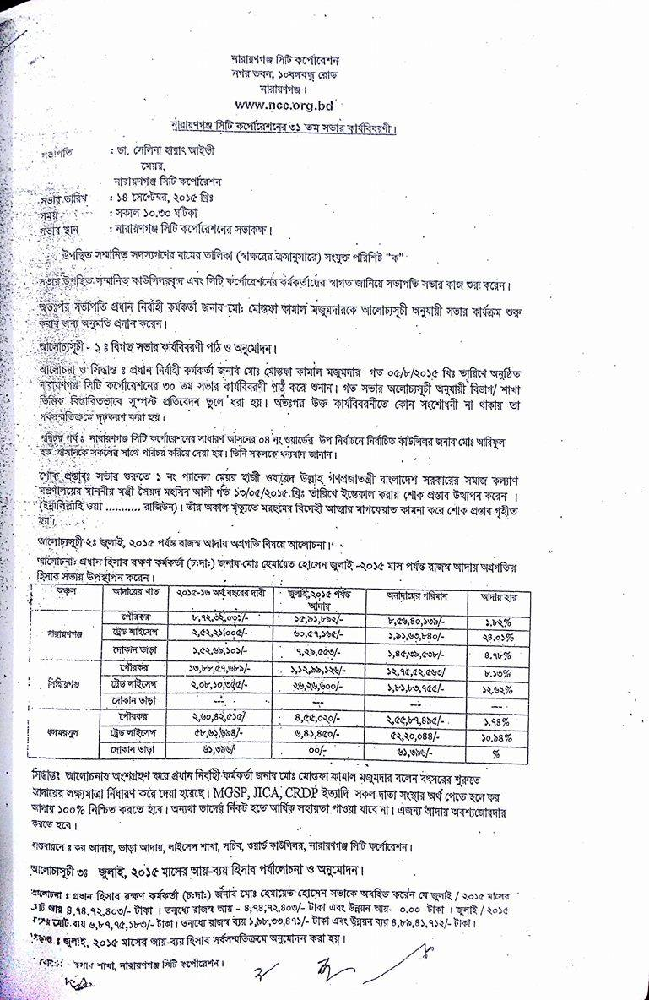 নারায়ণগঞ্জ সিটি কর্পোরেশন
নগর ভবন, ১০বঙ্গবন্ধু রোড
নারায়ণগঞ্জ।
www.ncc.org.bd
নারায়ণগঞ্জ সিটি কর্পোরেশনের ৩১ তম সভার কার্যবিবরণী।
সভাপতি : ডা. সেলিনা হায়াৎ আইভী
মেয়র,
নারায়ণগঞ্জ সিটি কর্পোরেশন
সভার তারিখ : ১৪ সেপ্টেম্বর, ২০১৫ খ্রিঃ
সময় : সকাল ১০.৩০ ঘটিকা
সভার স্থান : নারায়ণগঞ্জ সিটি কর্পোরেশনের সভাকক্ষ।
উপস্থিত সম্মানিত সদস্যগণের নামের তালিকা (স্বাক্ষরের ক্রমানুসারে) সংযুক্ত পরিশিষ্ট “ক”
সভায় উপস্থিত সম্মানিত কাউন্সিলরবৃন্দ এবং সিটি কর্পোরেশনের কর্মকর্তাদের স্বাগত জানিয়ে সভাপতি সভার কাজ শুরু করেন।
অতঃপর সভাপতি প্রধান নির্বাহী কর্মকর্তা জনাব মো: মোস্তফা কামাল মজুমদারকে আলোচ্যসূচী অনুযায়ী সভার কার্যক্রম শুরু
করার জন্য অনুমতি প্রদান করেন।
আলোচ্যসূচী - ১ ঃ বিগত সভার কার্যবিবরণী পাঠ ও অনুমোদন।
আলোচনা ও সিদ্ধান্ত ঃ প্রধান নির্বাহী কর্মকর্তা জনাব মোঃ মোস্তফা কামাল মজুমদার গত ০৫/৮/২০১৫ খ্রিঃ তারিখে অনুষ্ঠিত
নারায়ণগঞ্জ সিটি কর্পোরেশনের ৩০ তম সভার কার্যবিবরণী পাঠ করে শুনান। গত সভার অলোচ্যসূচী অনুযায়ী বিভাগ/ শাখা
ভিত্তিক বিস্তারিতভাবে সুস্পস্ট প্রতিবেদন তুলে ধরা হয়। অতঃপর উক্ত কার্যবিবরনীতে কোন সংশোধনী না থাকায় তা
সর্বসম্মতিক্রমে দৃঢ়করণ করা হয়।
পরিচয় পর্ব ঃ নারায়ণগঞ্জ সিটি কর্পোরেশনের সাধারণ আসনের ০৪ নং ওয়ার্ডের উপ নির্বাচনে নির্বাচিত কাউন্সিলর জনাব মোঃ আরিফুল
হক হাসানকে সকলের সাথে পরিচয় করিয়ে দেয়া হয়। তিনি সকলকে ধন্যবাদ জানান।
শোক প্রস্তাবঃ সভার শুরুতে ১ নং প্যানেল মেয়র হাজী ওবায়েদ উল্লাহ গণপ্রজাতন্ত্রী বাংলাদেশ সরকারের সমাজ কল্যাণ
মন্ত্রণালয়ের মাননীয় মন্ত্রী সৈয়দ মহসিন আলী গত ১৩/০৫/২০১৫ খ্রিঃ তারিখে ইন্তেকাল করায় শোক প্রস্তাব উত্থাপন করেন ।
(ইন্নালিল্লাহি ওয়া ........... রাজিউন)। তাঁর অকাল মৃত্যুতে মরহুমের বিদেহী আত্মার মাগফেরাত কামনা করে শোক প্রস্তাব গৃহীত
হয়।
আলোচ্যসূচী ২ঃ জুলাই, ২০১৫ পর্যন্ত রাজস্ব আদায় অগ্রগতি বিষয়ে আলোচনা।
আলোচনা: প্রধান হিসাব রক্ষণ কর্মকর্তা (চ:দা:) জনাব মোঃ হেমায়েত হোসেন জুলাই -২০১৫ মাস পর্যন্ত রাজস্ব আদায় অগ্রগতির
হিসাব সভায় উপস্থাপন করেন।
অঞ্চল আদায়ের খাত ২০১৫-১৬ অর্থ বছরের দাবী জুলাই,২০১৫ পর্যন্ত আদায় অনাদায়ের পরিমান আদায় হার
নারায়ণগঞ্জ পৌরকর ৮,৭২,৩২,০৩১/- ১৫,৯১,৮৯২/- ৮,৫৬,৪০,১৩৯/- ১.৮২%
ট্রেড লাইসেন্স ২,৫২,২১,০০৫/- ৬০,৫৭,১৬৫/- ১,৯১,৬৩,৮৪০/- ২৪.০১%
দোকান ভাড়া ১,৫২,৬৯,১০১/- ৭,২৯,৫৫৩/- ১,৪৫,৩৯,৫৩৮/- ৪.৭৮%
সিদ্ধিরগঞ্জ পৌরকর ১৩,৮৮,৫৭,৬৮৯/- ১,১২,৯৯,১২৬/- ১২,৭৫,৫২,৫৬৩/ ৮.১৩%
ট্রেড লাইসেন্স ২,০৮,১০,৩৫৫/- ২৬,২৬,৬০০/- ১,৮১,৮৩,৭৫৫/- ১২.৬২%
দোকান ভাড়া --- --- --- ---
কদমরসুল পৌরকর ২,৬০,৪২,৫১৫/ ৪,৫৫,০২০/- ২,৫৫,৮৭,৪৯৫/- ১.৭৪%
ট্রেড লাইসেন্স ৫৮,৬১,৪৯৪/- ৬,৪১,৪৫০/- ৫২,২০,০৪৪/- ১০.৯৪%
দোকান ভাড়া ৬১,৩৯৬/ ০০/- ৬১,৩৯৬/- %
সিদ্ধান্তঃ আলোচনায় অংশগ্রহণ করে প্রধান নির্বাহী কর্মকর্তা জনাব মোঃ মোস্তফা কামাল মজুমদার বলেন বৎসরের শুরুতে
আদায়ের লক্ষ্যমাত্রা নির্ধারণ করে দেয়া হয়েছে। MGSP, JICA, CRDP ইত্যাদি সকল দাতা সংস্থার অর্থ পেতে হলে কর
আদায় ১০০% নিশ্চিত করতে হবে। অন্যথা তাদের নিকট হতে আর্থিক সহায়তা পাওয়া যাবে না। এজন্য আদায় অবশ্যজোরদার
করতে হবে।
বাস্তবায়নে ঃ কর আদায়, ভাড়া আদায়, লাইসেন্স শাখা, সচিব, ওয়ার্ড কাউন্সিলর, নারায়ণগঞ্জ সিটি কর্পোরেশন।
আলোচ্যসূচী ৩ঃ জুলাই, ২০১৫ মাসের আয়-ব্যয় হিসাব পর্যালোচনা ও অনুমোদন।
আলোচনা ঃ প্রধান হিসাব রক্ষণ কর্মকর্তা (চ:দা:) জনাব মোঃ হেমায়েত হোসেন সভাকে অবহিত করেন যে জুলাই / ২০১৫ মাসের
মোট আয় ৪,৭৪,৭২,৪০৩/- টাকা । তন্মধ্যে রাজস্ব আয় - ৪,৭৪,৭২,৪০৩/- টাকা এবং উন্নয়ন আয়- ০.০০ টাকা । জুলাই / ২০১৫
মোট ব্যয় ৬,৮৭,৭৫,১৮৩/- টাকা। তন্মধ্যে রাজস্ব ব্যয় ১,৯৮,৩৩,৪৭১/- টাকা এবং উন্নয়ন ব্যয় ৪,৮৯,৪১,৭১২/- টাকা।
সিদ্ধান্ত ঃ জুলাই, ২০১৫ মাসের আয়-ব্যয় হিসাব সর্বসম্মতিক্রমে অনুমোদন করা হয়।
হিসাব শাখা, নারায়ণগঞ্জ সিটি কর্পোরেশন।